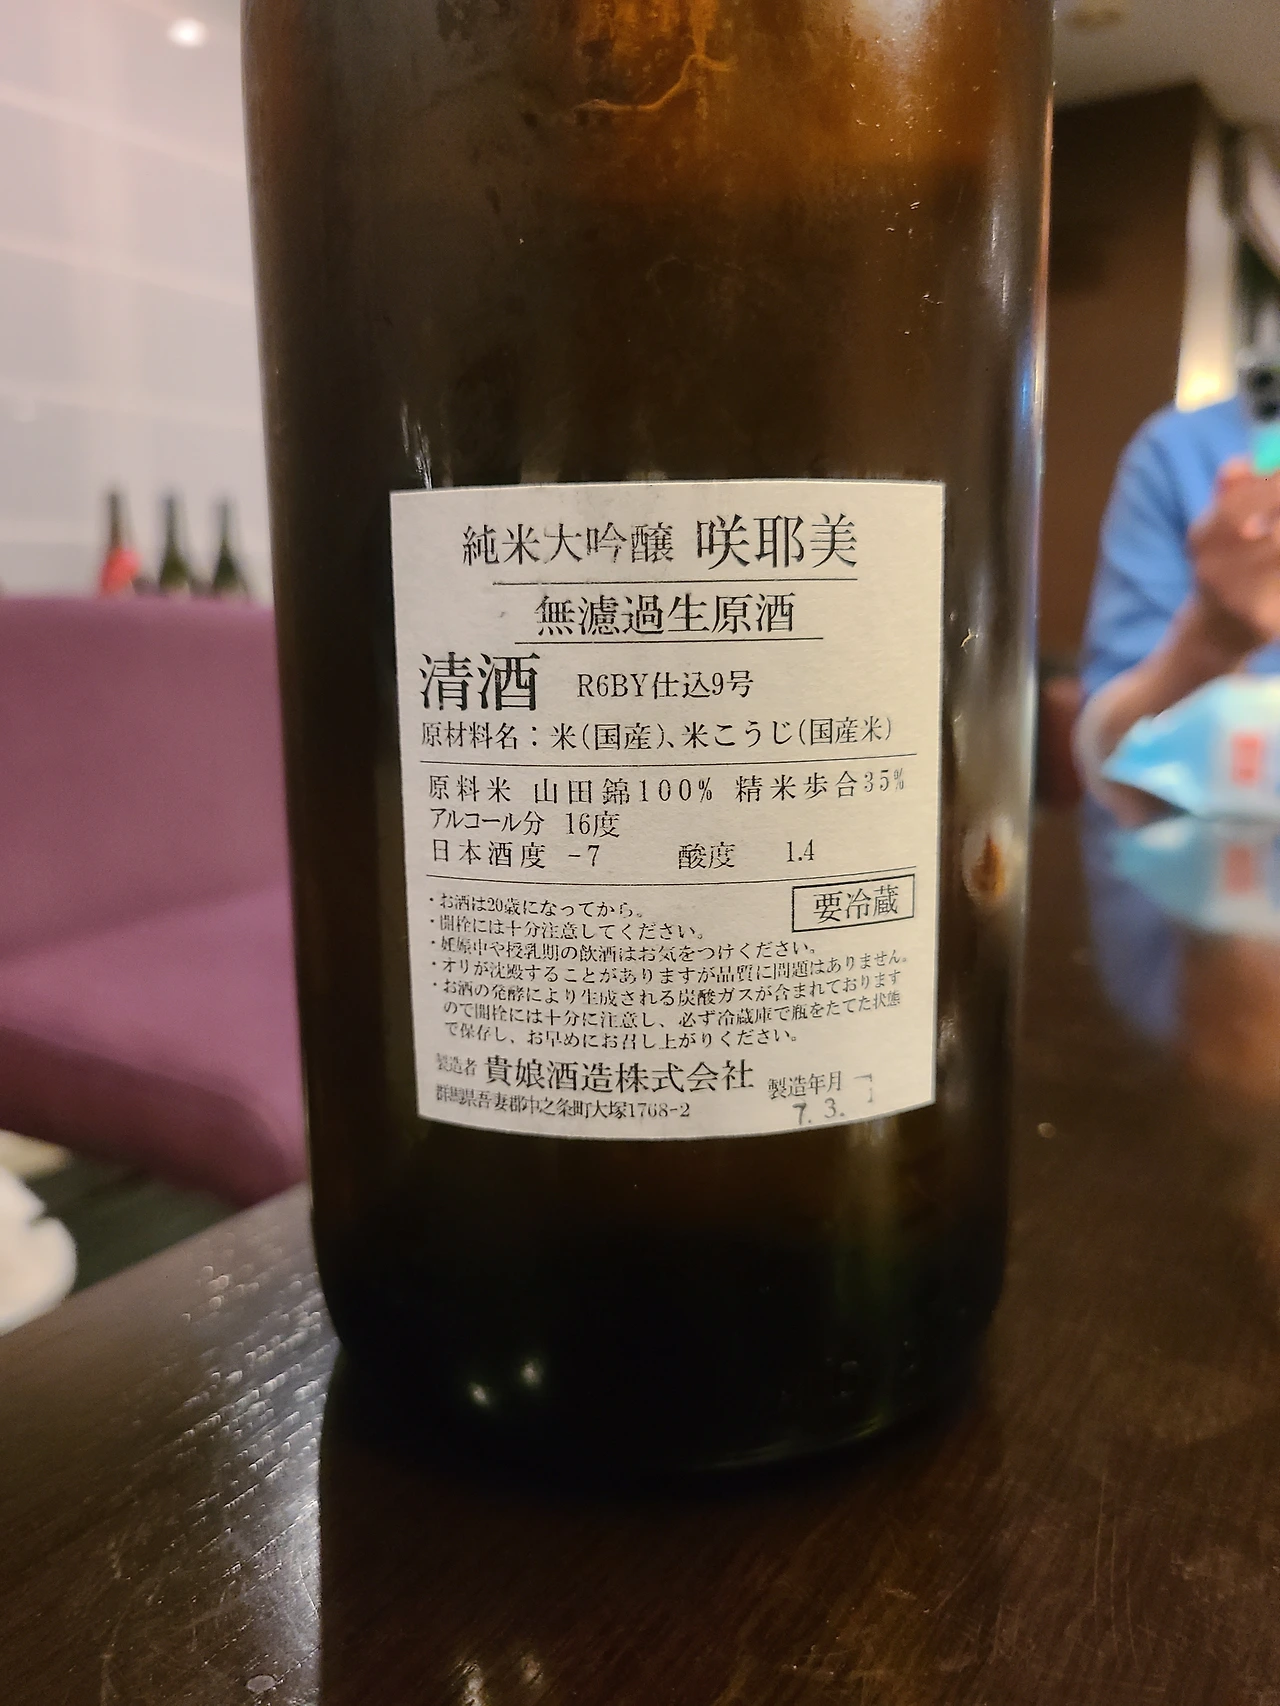 純米大吟醸 咲耶美
無濾過生原酒
清酒 R6BY仕込9号
原材料名：米(国産)、米こうじ(国産米)
原料米 山田錦100% 精米歩合35%
アルコール分 16度
日本酒度 -7 酸度 1.4
要冷蔵
・お酒は20歳になってから。
・開栓には十分注意してください。
・妊娠中や授乳期の飲酒はお気をつけください。
・オリが沈殿することがありますが品質に問題はありません。
・お酒の発酵により生成される炭酸ガスが含まれております
ので開栓には十分に注意し、必ず冷蔵庫で瓶をたてた状態
で保存し、お早めにお召し上がりください。
製造者 貴娘酒造株式会社 製造年月
群馬県吾妻郡中之条町大塚1768-2 7. 3.